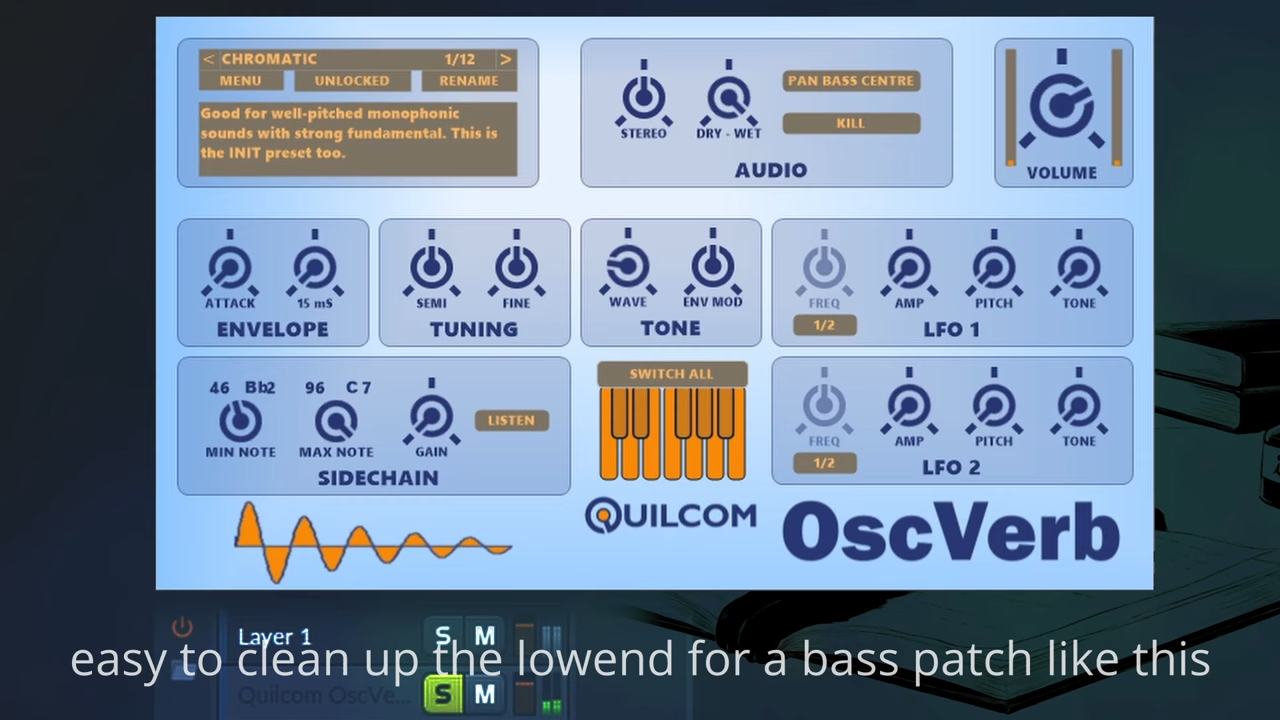 < CHROMATIC 1/12 >
MENU UNLOCKED RENAME
Good for well-pitched monophonic
sounds with strong fundamental. This is
the INIT preset too.
STEREO DRY - WET
PAN BASS CENTRE
KILL
AUDIO
VOLUME
ATTACK 15 mS
ENVELOPE
SEMI FINE
TUNING
WAVE ENV MOD
TONE
FREQ AMP PITCH TONE
1/2 LFO 1
46 Bb2 96 C 7
MIN NOTE MAX NOTE GAIN
LISTEN
SIDECHAIN
SWITCH ALL
FREQ AMP PITCH TONE
1/2 LFO 2
QUILCOM
OscVerb
Layer 1 S M
easy to clean up the lowend for a bass patch like this
Quilcom OscVe... S M